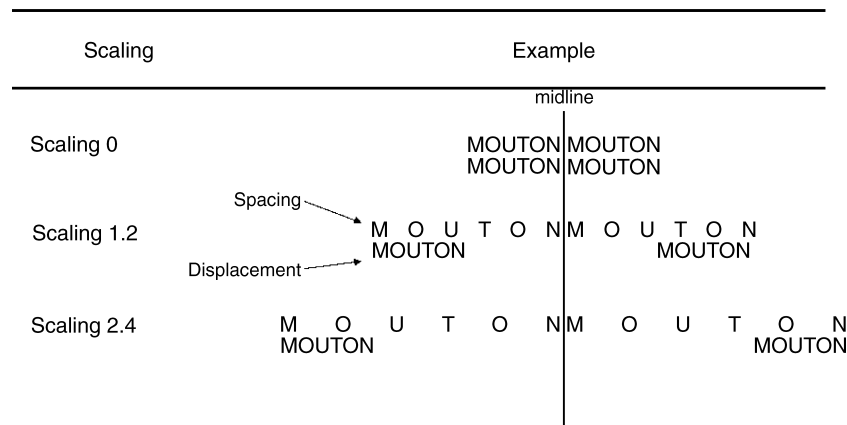 Scaling Example
midline
Scaling 0 MOUTON MOUTON
MOUTON MOUTON
Spacing
Scaling 1.2 M O U T O N M O U T O N
MOUTON MOUTON
Displacement
Scaling 2.4 M O U T O N M O U T O N
MOUTON MOUTON